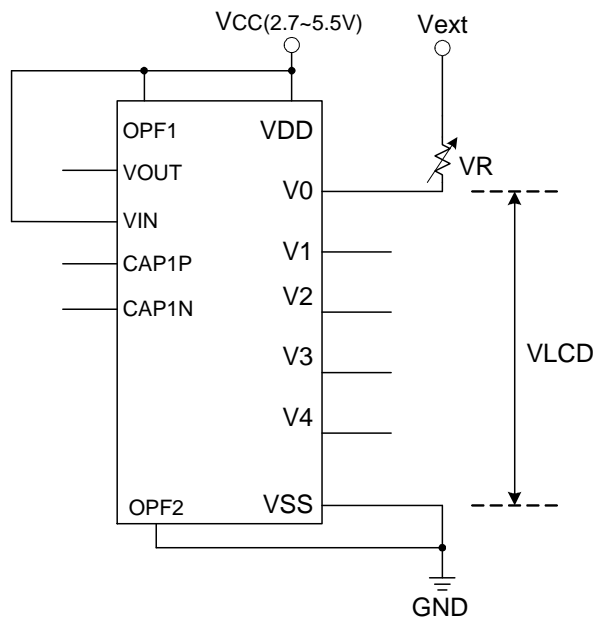 VCC(2.7~5.5V)
Vext
OPF1
VDD
VOUT
VR
V0
VIN
V1
CAP1P
V2
CAP1N
V3
VLCD
V4
OPF2
VSS
GND